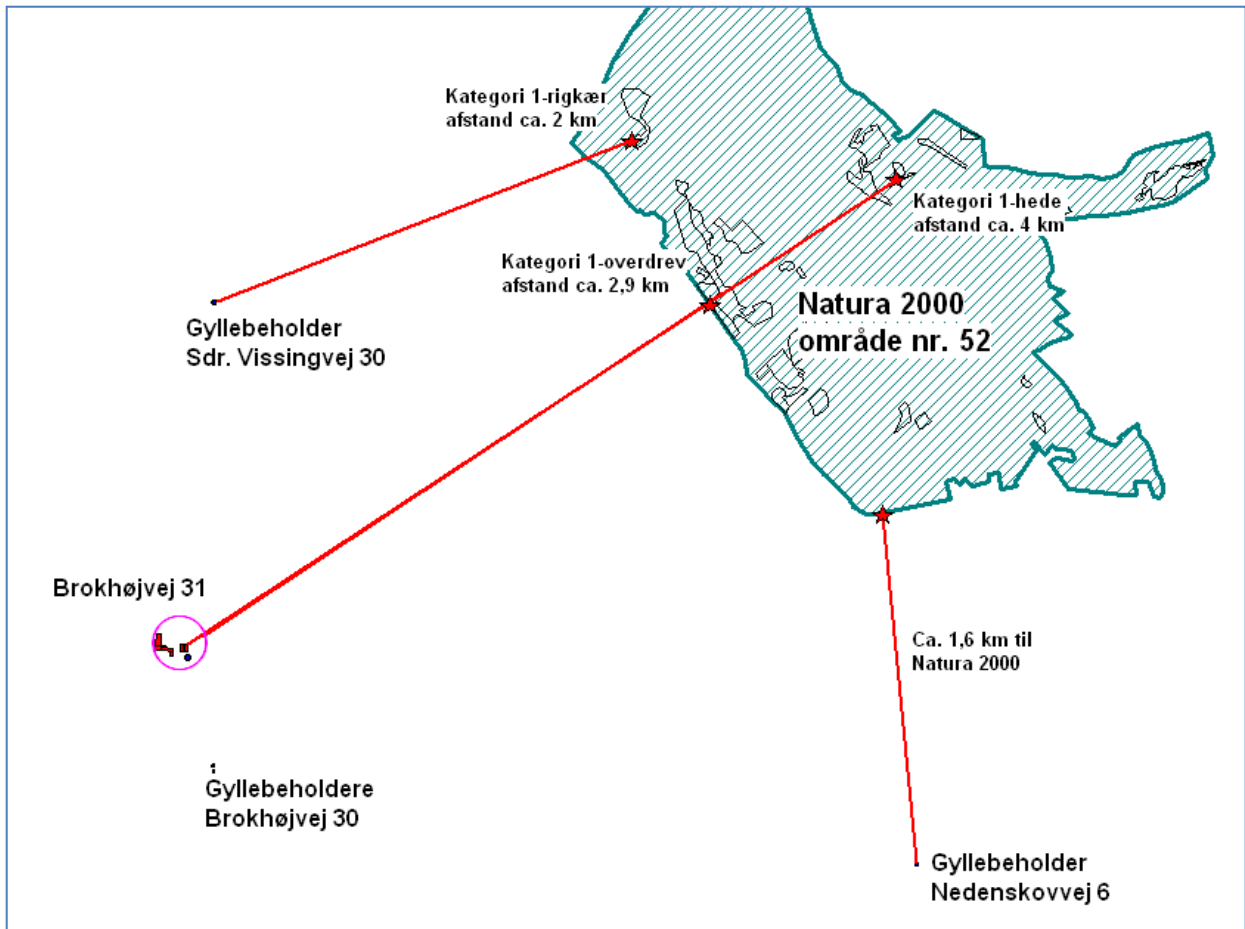 Kategori 1-rigkær
afstand ca. 2 km
Kategori 1-hede
afstand ca. 4 km
Kategori 1-overdrev
afstand ca. 2,9 km
Natura 2000
område nr. 52
Gyllebeholder
Sdr. Vissingvej 30
Brokhøjvej 31
Ca. 1,6 km til
Natura 2000
Gyllebeholdere
Brokhøjvej 30
Gyllebeholder
Nedenskovvej 6